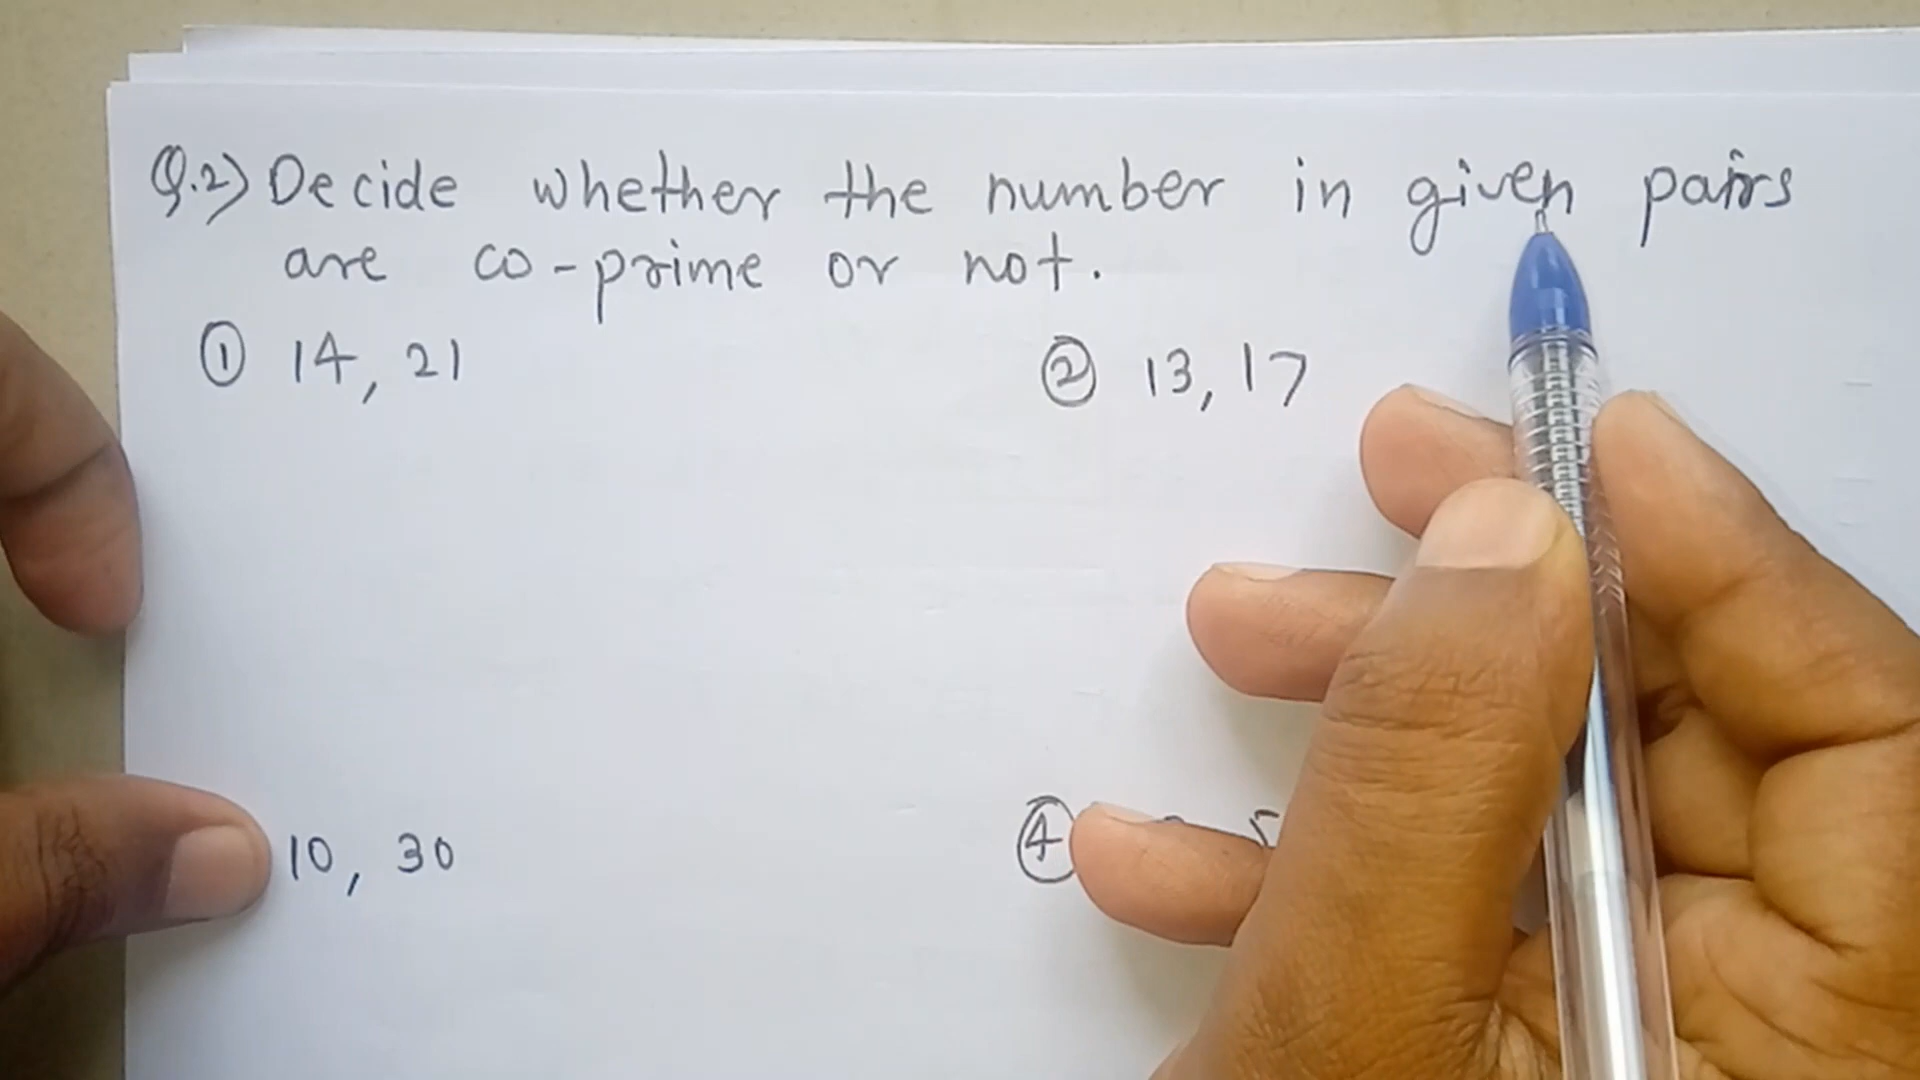 Q.2) Decide whether the number in given pairs
are co-prime or not.
① 14, 21
② 13, 17
10, 30
④